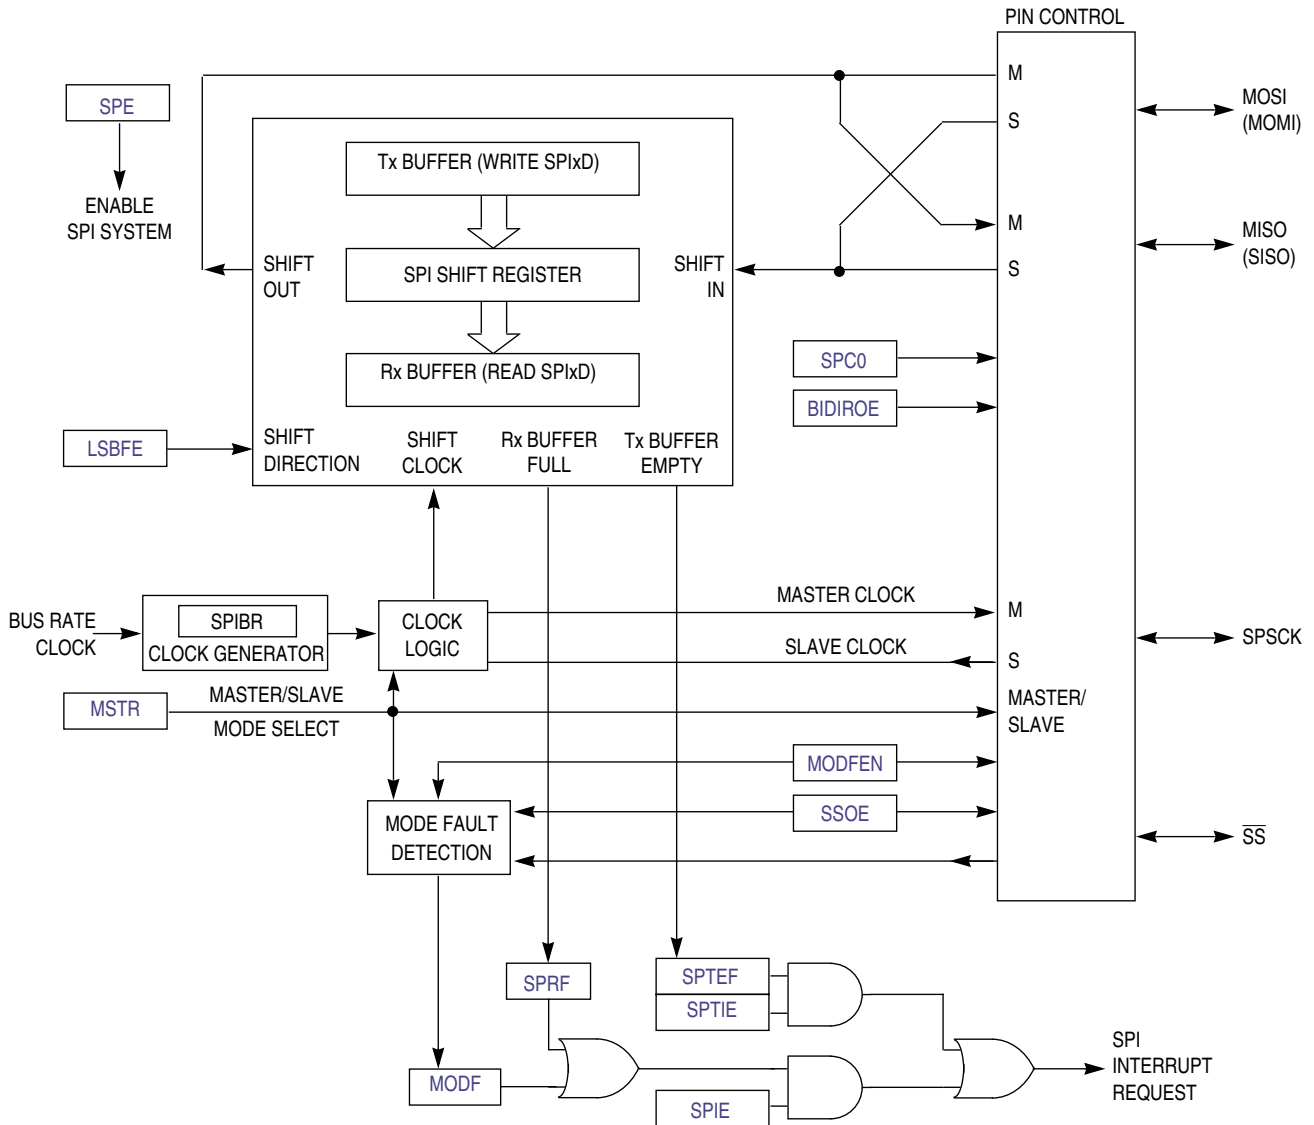 PIN CONTROL
M
SPE
MOSI
(MOMI)
S
Tx BUFFER (WRITE SPIxD)
ENABLE
SPI SYSTEM
M
MISO
(SISO)
SHIFT
OUT
SPI SHIFT REGISTER
SHIFT
IN
S
SPC0
Rx BUFFER (READ SPIxD)
BIDIROE
LSBFE
SHIFT
DIRECTION
SHIFT
CLOCK
Rx BUFFER
FULL
Tx BUFFER
EMPTY
BUS RATE
CLOCK
SPIBR
CLOCK GENERATOR
CLOCK
LOGIC
MASTER CLOCK
M
SLAVE CLOCK
S
SPSCK
MSTR
MASTER/SLAVE
MODE SELECT
MASTER/
SLAVE
MODFEN
MODE FAULT
DETECTION
SSOE
SS
SPRF
SPTEF
SPTIE
MODF
SPIE
SPI
INTERRUPT
REQUEST